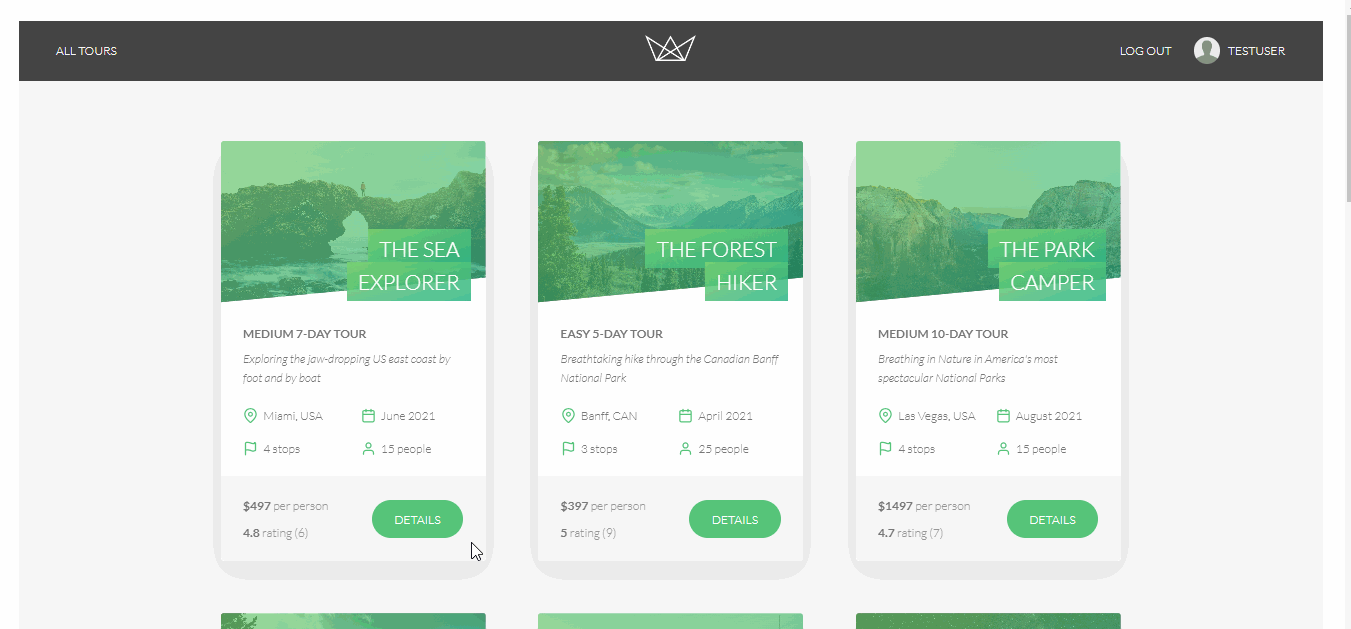 ALL TOURS
LOG OUT
TESTUSER
THE SEA
EXPLORER
MEDIUM 7-DAY TOUR
Exploring the jaw-dropping US east coast by
foot and by boat
Miami, USA
June 2021
4 stops
15 people
$497 per person
4.8 rating (6)
DETAILS
THE FOREST
HIKER
EASY 5-DAY TOUR
Breathtaking hike through the Canadian Banff
National Park
Banff, CAN
April 2021
3 stops
25 people
$397 per person
5 rating (9)
DETAILS
THE PARK
CAMPER
MEDIUM 10-DAY TOUR
Breathing in Nature in America's most
spectacular National Parks
Las Vegas, USA
August 2021
4 stops
15 people
$1497 per person
4.7 rating (7)
DETAILS